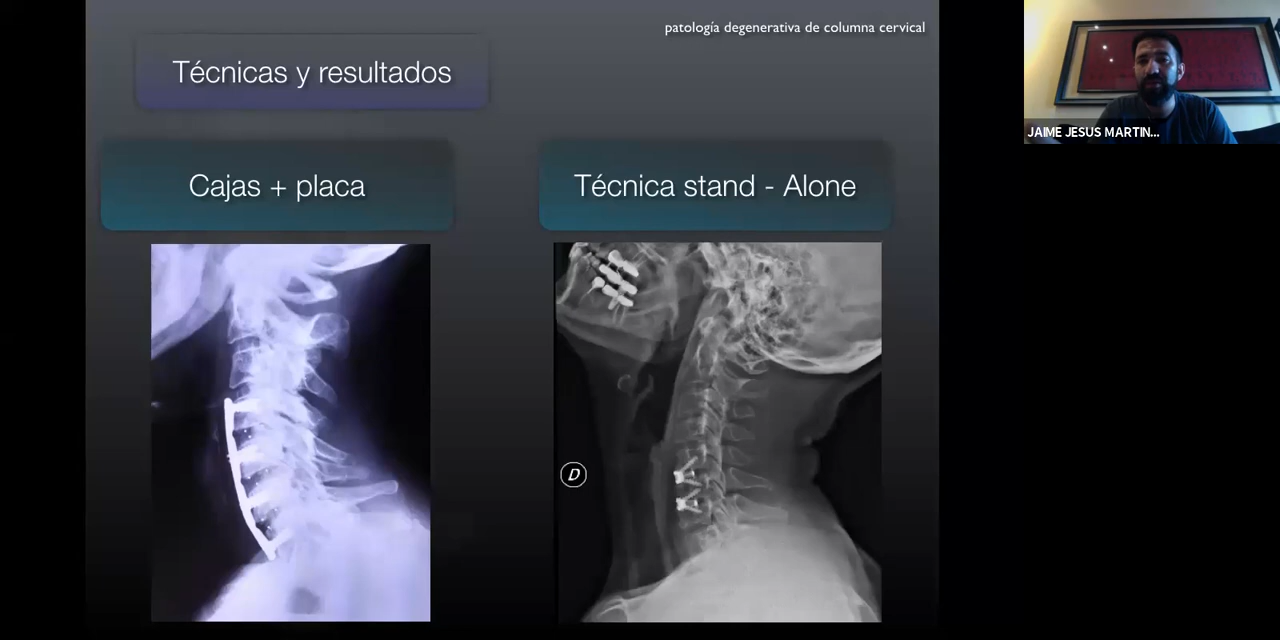 patología degenerativa de columna cervical
Técnicas y resultados
Cajas + placa
Técnica stand - Alone
D
JAIME JESUS MARTIN...